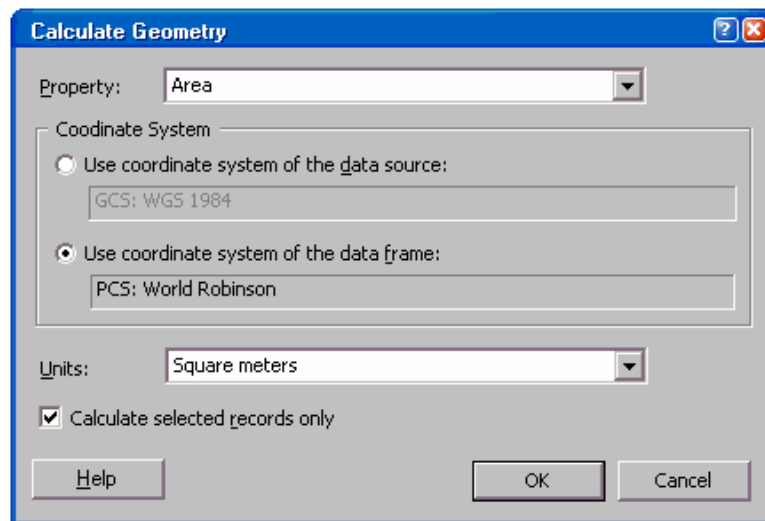 Calculate Geometry
Property: Area
Coodinate System
Use coordinate system of the data source:
GCS: WGS 1984
Use coordinate system of the data frame:
PCS: World Robinson
Units: Square meters
Calculate selected records only
Help OK Cancel